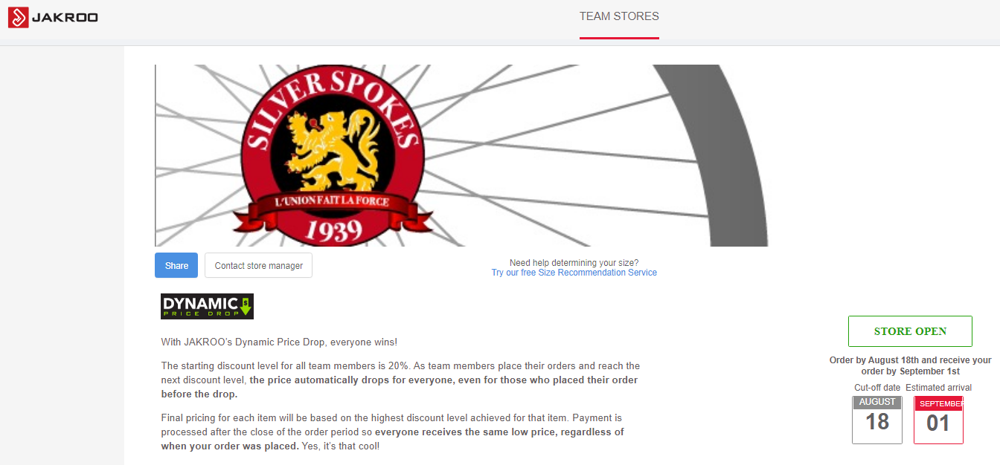 JAKROO
TEAM STORES
SILVER SPOKES
L'UNION FAIT LA FORCE
1939
Share
Contact store manager
Need help determining your size?
Try our free Size Recommendation Service
DYNAMIC $
PRICE DROP
With JAKROO’s Dynamic Price Drop, everyone wins!
The starting discount level for all team members is 20%. As team members place their orders and reach the
next discount level, the price automatically drops for everyone, even for those who placed their order
before the drop.
Final pricing for each item will be based on the highest discount level achieved for that item. Payment is
processed after the close of the order period so everyone receives the same low price, regardless of
when your order was placed. Yes, it’s that cool!
STORE OPEN
Order by August 18th and receive your
order by September 1st
Cut-off date Estimated arrival
AUGUST SEPTEMBER
18 01